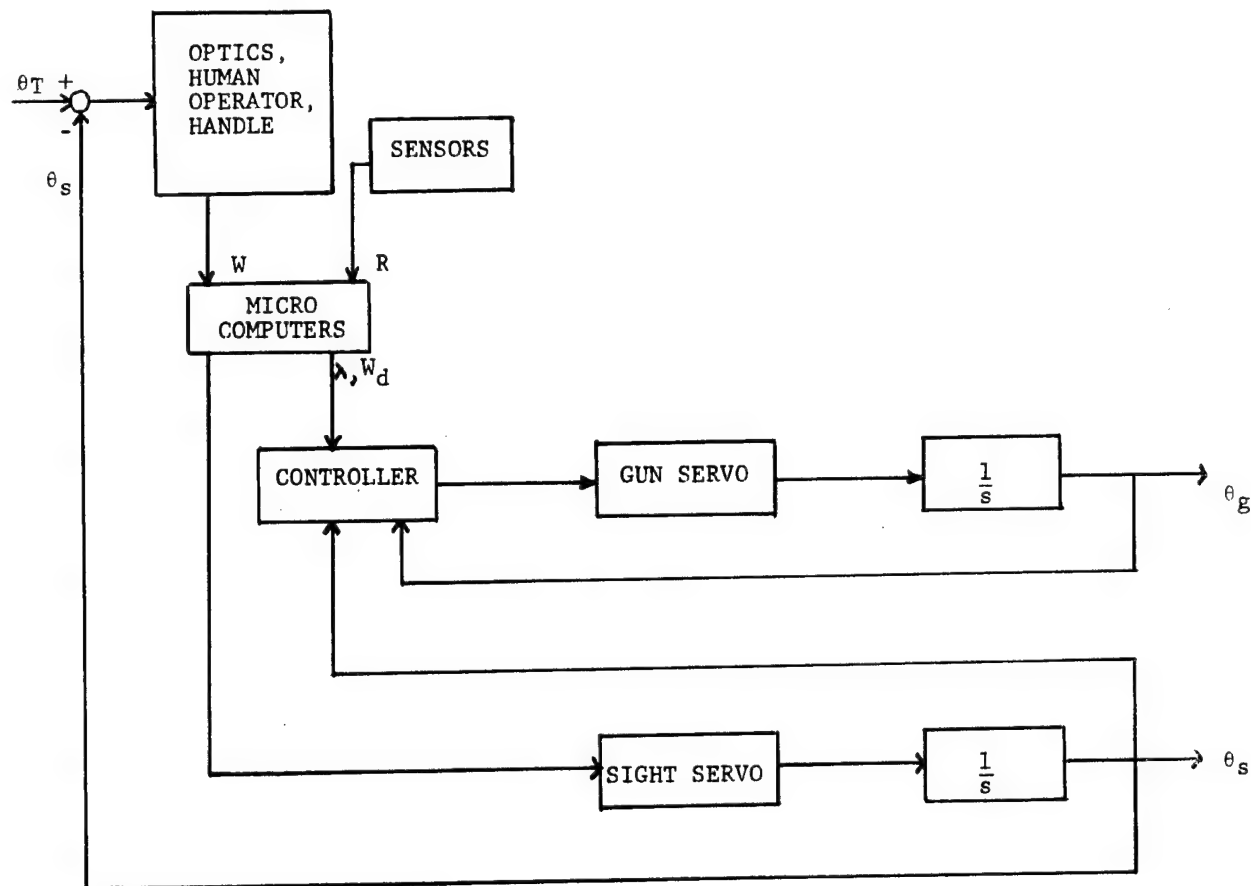 OPTICS,
HUMAN
OPERATOR,
HANDLE
θT +
-
θs
SENSORS
W
R
MICRO
COMPUTERS
λ, Wd
CONTROLLER
GUN SERVO
1
s
θg
SIGHT SERVO
1
s
θs